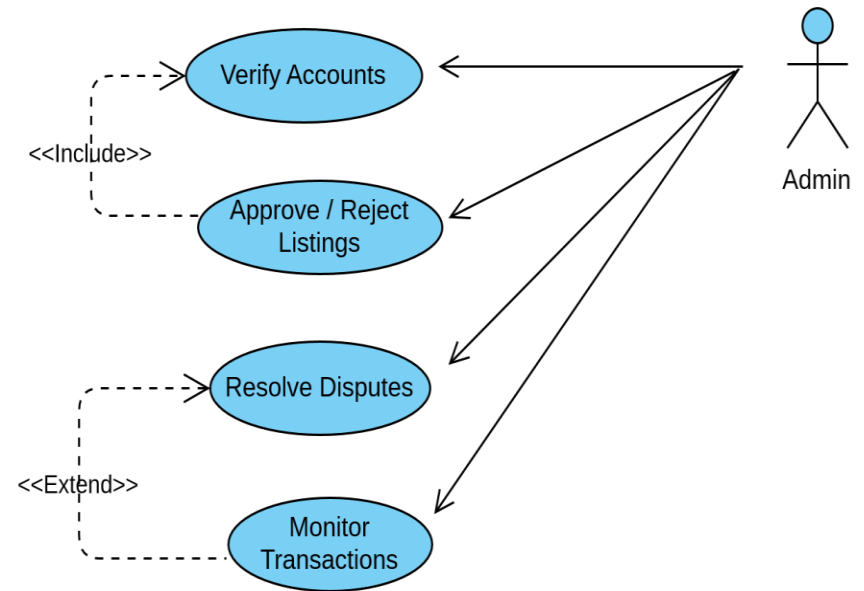 Verify Accounts
<<Include>>
Admin
Approve / Reject
Listings
Resolve Disputes
<<Extend>>
Monitor
Transactions